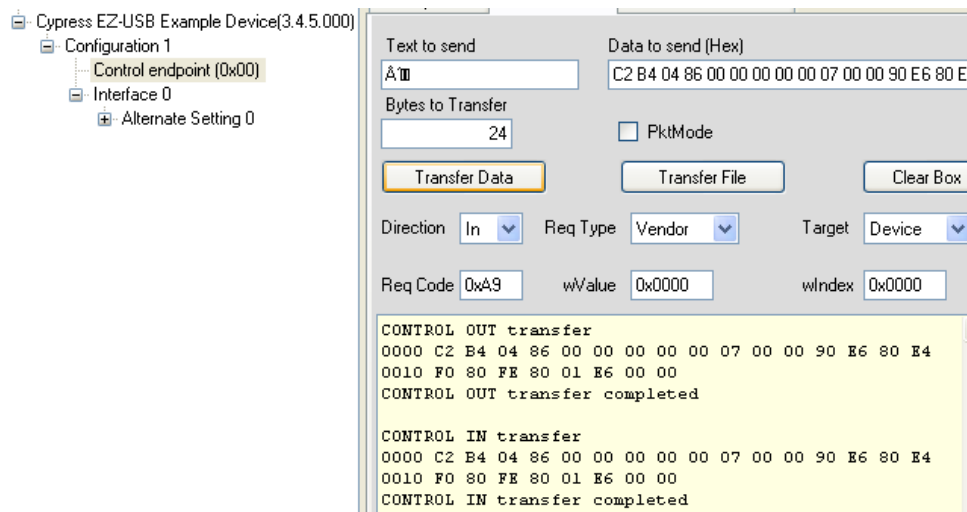 Cypress EZ-USB Example Device(3.4.5.000)
Configuration 1
Control endpoint (0x00)
Interface 0
Alternate Setting 0
Text to send
Data to send (Hex)
C2 B4 04 86 00 00 00 00 00 07 00 00 90 E6 80 E
Bytes to Transfer
24
PktMode
Transfer Data
Transfer File
Clear Box
Direction In Req Type Vendor Target Device
Req Code 0xA9 wValue 0x0000 wIndex 0x0000
CONTROL OUT transfer
0000 C2 B4 04 86 00 00 00 00 00 07 00 00 90 E6 80 E4
0010 F0 80 FE 80 01 E6 00 00
CONTROL OUT transfer completed
CONTROL IN transfer
0000 C2 B4 04 86 00 00 00 00 00 07 00 00 90 E6 80 E4
0010 F0 80 FE 80 01 E6 00 00
CONTROL IN transfer completed